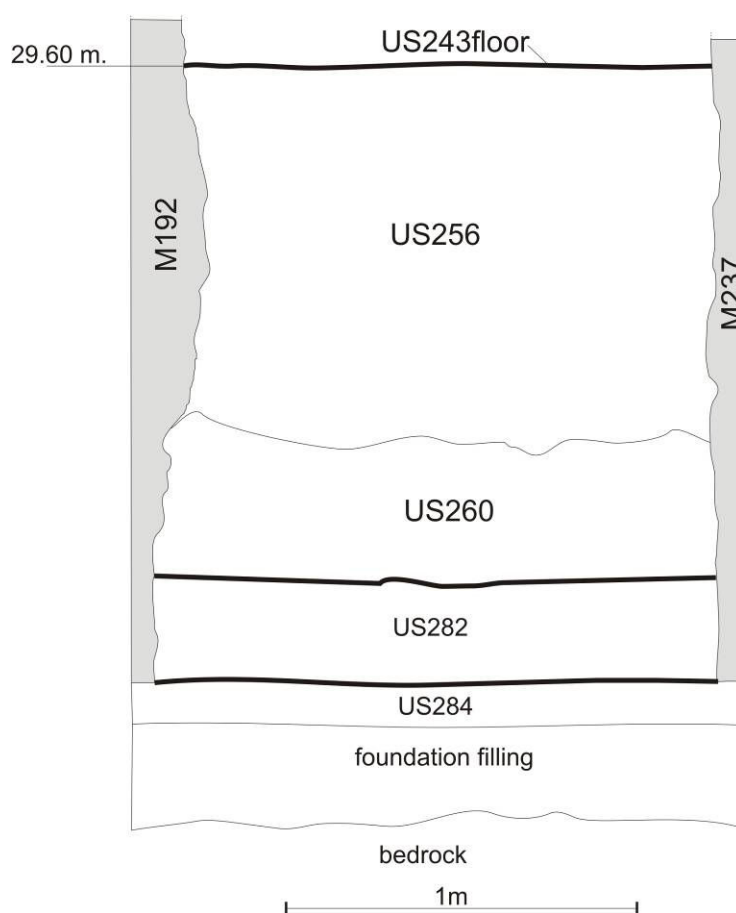 US243floor
29.60 m.
M192
US256
M237
US260
US282
US284
foundation filling
bedrock
1m